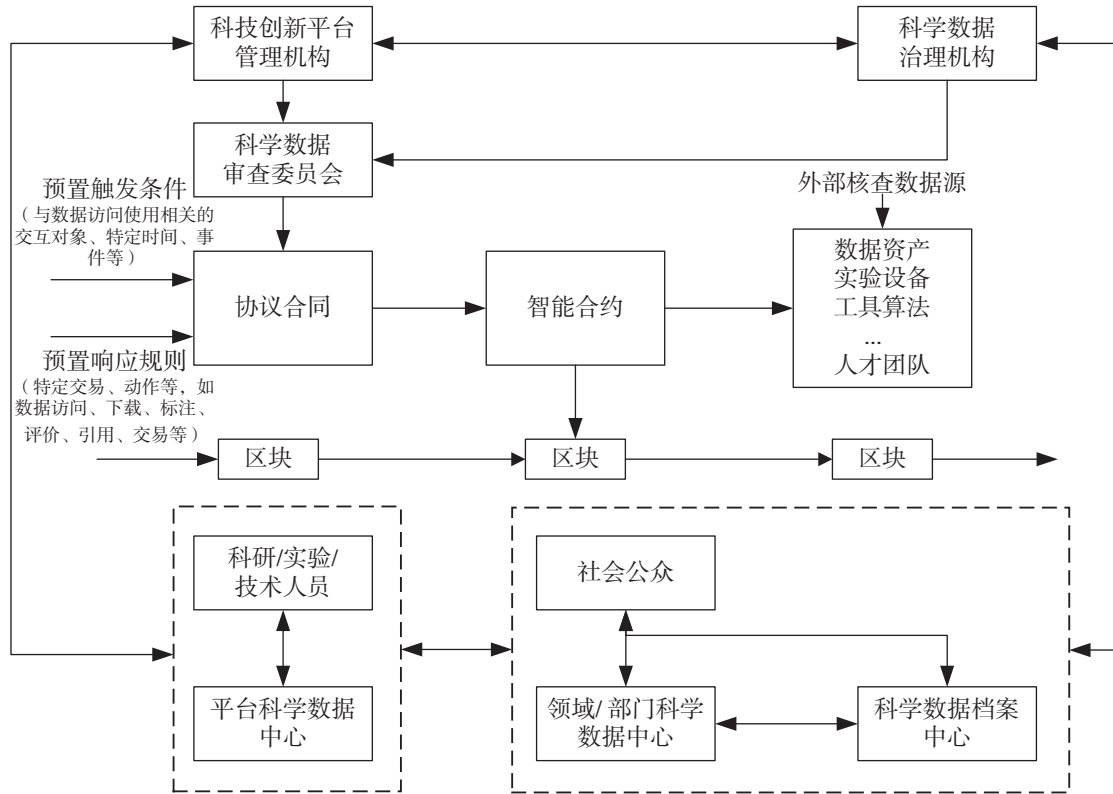 科技创新平台
管理机构
科学数据
治理机构
科学数据
审查委员会
预置触发条件
（与数据访问使用相关的
交互对象、特定时间、事
件等）
外部核查数据源
协议合同
智能合约
数据资产
实验设备
工具算法
...
人才团队
预置响应规则
（特定交易、动作等，如
数据访问、下载、标注、
评价、引用、交易等）
区块
区块
区块
科研/实验/
技术人员
社会公众
平台科学数据
中心
领域/ 部门科学
数据中心
科学数据档案
中心